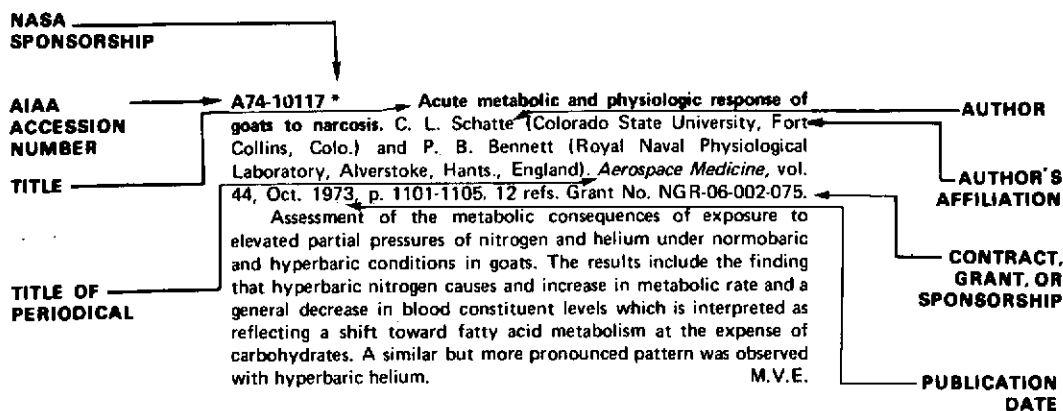 NASA
SPONSORSHIP
AIAA
ACCESSION
NUMBER
TITLE
TITLE OF
PERIODICAL
A74-10117 * Acute metabolic and physiologic response of
goats to narcosis. C. L. Schatte (Colorado State University, Fort
Collins, Colo.) and P. B. Bennett (Royal Naval Physiological
Laboratory, Alverstoke, Hants., England). Aerospace Medicine, vol.
44, Oct. 1973, p. 1101-1105. 12 refs. Grant No. NGR-06-002-075.
Assessment of the metabolic consequences of exposure to
elevated partial pressures of nitrogen and helium under normobaric
and hyperbaric conditions in goats. The results include the finding
that hyperbaric nitrogen causes and increase in metabolic rate and a
general decrease in blood constituent levels which is interpreted as
reflecting a shift toward fatty acid metabolism at the expense of
carbohydrates. A similar but more pronounced pattern was observed
with hyperbaric helium. M.V.E.
AUTHOR
AUTHOR'S
AFFILIATION
CONTRACT,
GRANT, OR
SPONSORSHIP
PUBLICATION
DATE